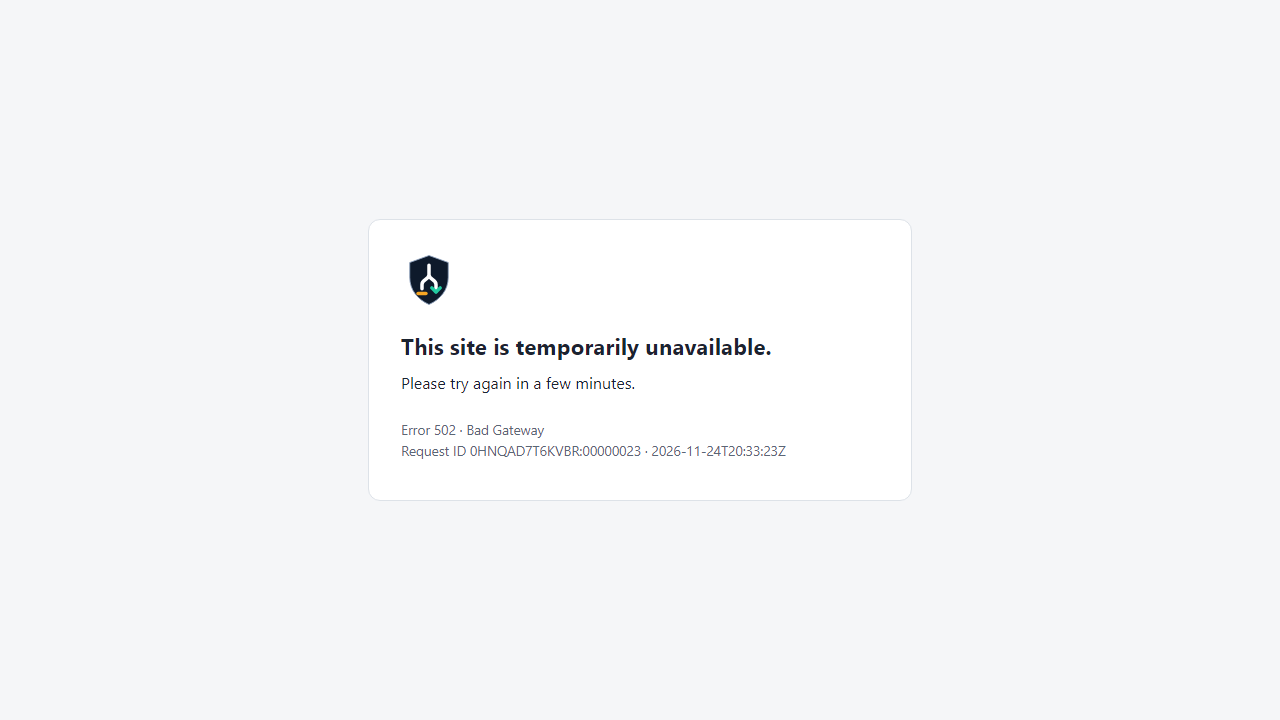 This site is temporarily unavailable.
Please try again in a few minutes.
Error 502 · Bad Gateway
Request ID 0HNQAD7T6KVBR:00000023 · 2026-11-24T20:33:23Z